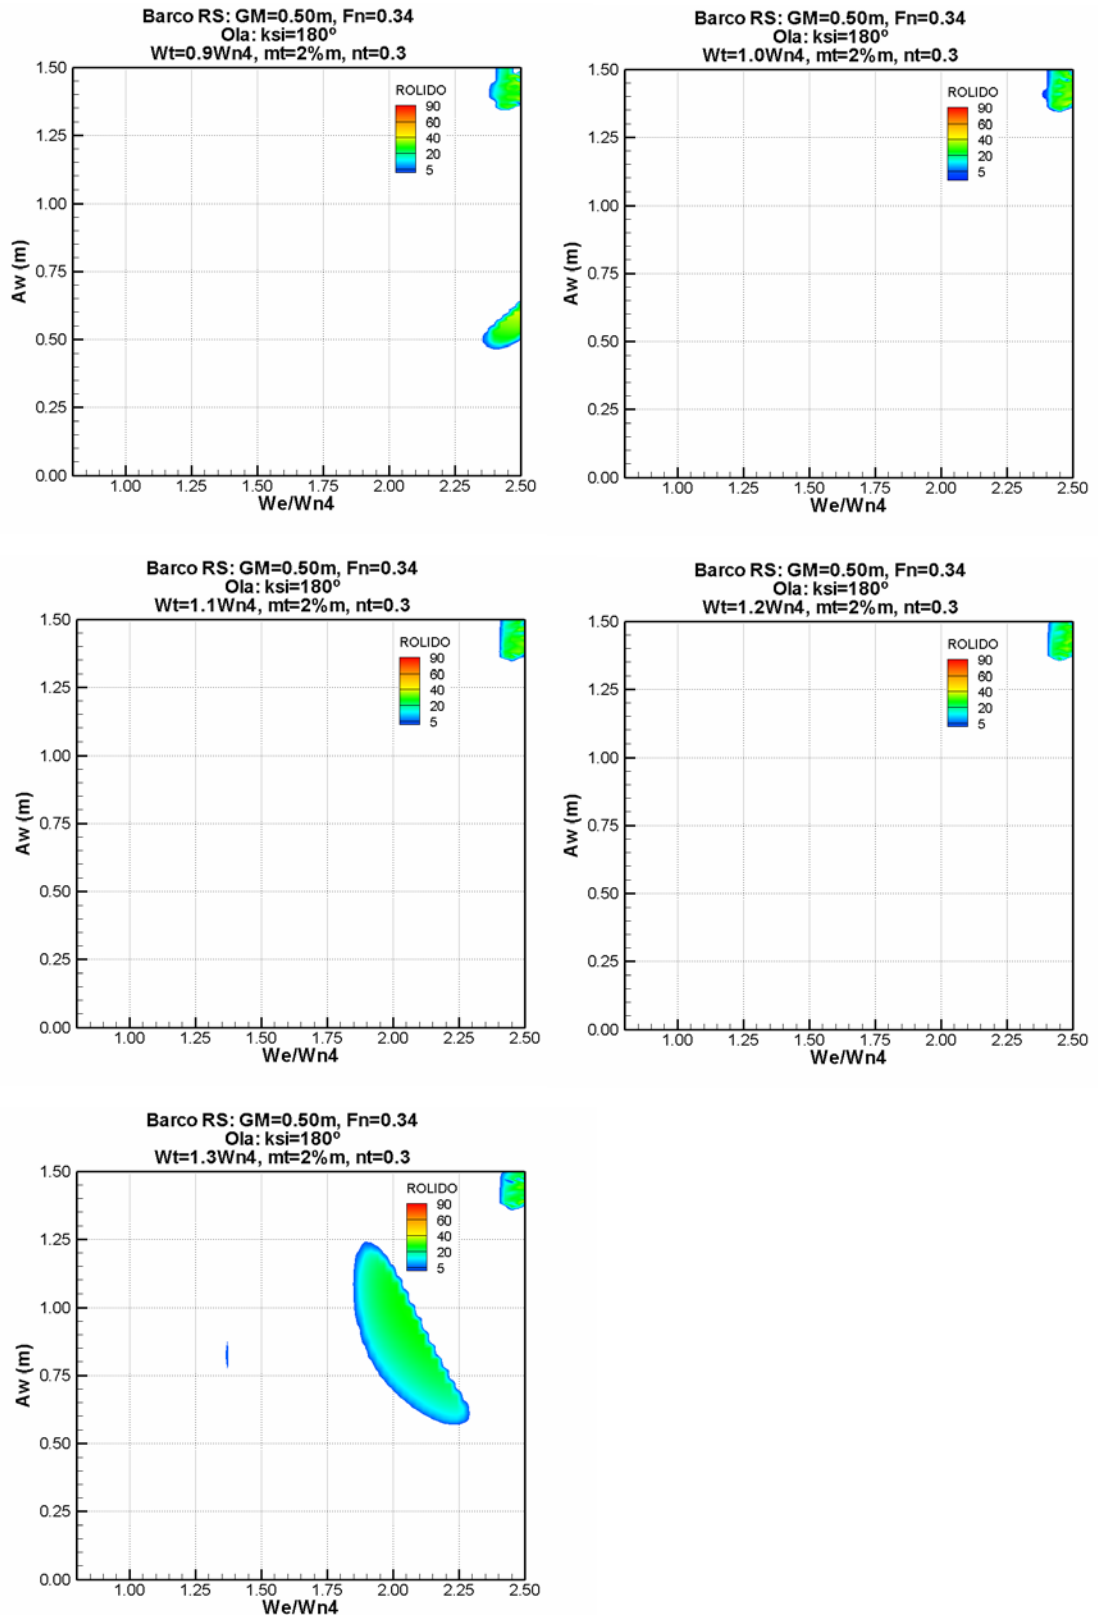 Barco RS: GM=0.50m, Fn=0.34
Ola: ksi=180º
Wt=0.9Wn4, mt=2%m, nt=0.3
1.50
1.25
1.00
0.75
0.50
0.25
0.00
Aw (m)
ROLIDO
90
60
40
20
5
1.00 1.25 1.50 1.75 2.00 2.25 2.50
We/Wn4
Barco RS: GM=0.50m, Fn=0.34
Ola: ksi=180º
Wt=1.0Wn4, mt=2%m, nt=0.3
1.50
1.25
1.00
0.75
0.50
0.25
0.00
Aw (m)
ROLIDO
90
60
40
20
5
1.00 1.25 1.50 1.75 2.00 2.25 2.50
We/Wn4
Barco RS: GM=0.50m, Fn=0.34
Ola: ksi=180º
Wt=1.1Wn4, mt=2%m, nt=0.3
1.50
1.25
1.00
0.75
0.50
0.25
0.00
Aw (m)
ROLIDO
90
60
40
20
5
1.00 1.25 1.50 1.75 2.00 2.25 2.50
We/Wn4
Barco RS: GM=0.50m, Fn=0.34
Ola: ksi=180º
Wt=1.2Wn4, mt=2%m, nt=0.3
1.50
1.25
1.00
0.75
0.50
0.25
0.00
Aw (m)
ROLIDO
90
60
40
20
5
1.00 1.25 1.50 1.75 2.00 2.25 2.50
We/Wn4
Barco RS: GM=0.50m, Fn=0.34
Ola: ksi=180º
Wt=1.3Wn4, mt=2%m, nt=0.3
1.50
1.25
1.00
0.75
0.50
0.25
0.00
Aw (m)
ROLIDO
90
60
40
20
5
1.00 1.25 1.50 1.75 2.00 2.25 2.50
We/Wn4